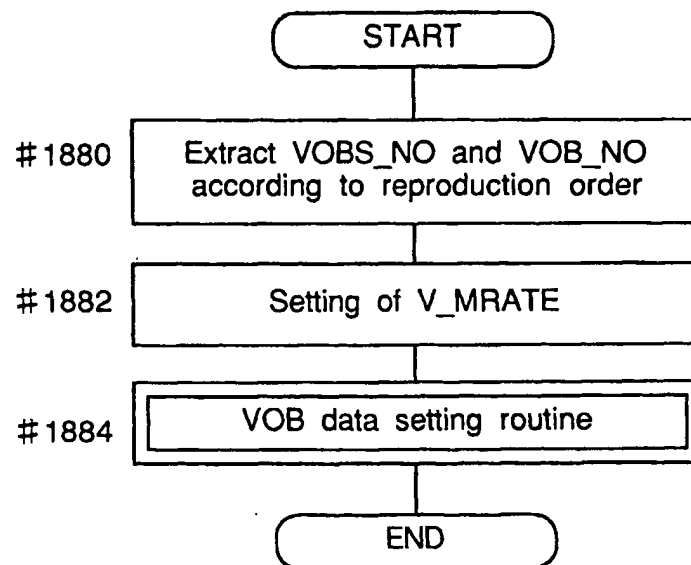 START
#1880
Extract VOBS_NO and VOB_NO
according to reproduction order
#1882
Setting of V_MRATE
#1884
VOB data setting routine
END